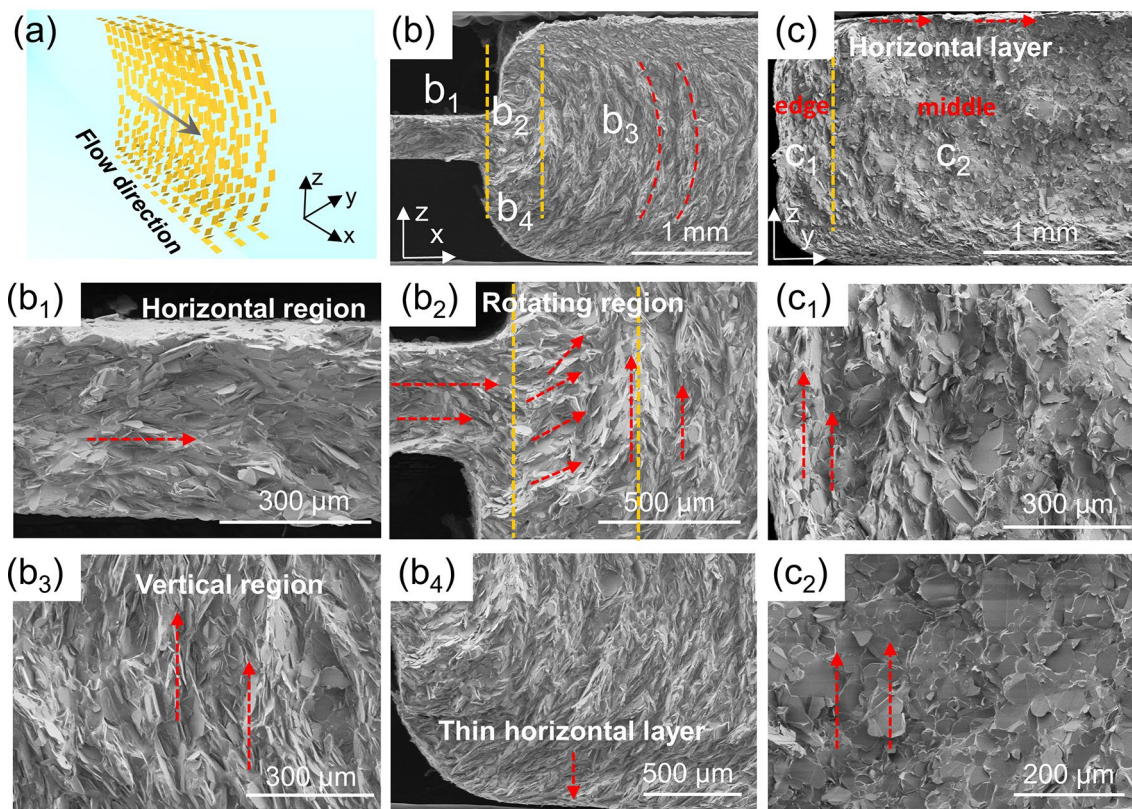 (a)
Flow direction
z
y
x
(b)
b1
b2
b3
b4
z
x
1 mm
(c)
Horizontal layer
edge
middle
c1
c2
z
y
1 mm
(b1)
Horizontal region
300 μm
(b2)
Rotating region
500 μm
(c1)
300 μm
(b3)
Vertical region
300 μm
(b4)
Thin horizontal layer
500 μm
(c2)
200 μm